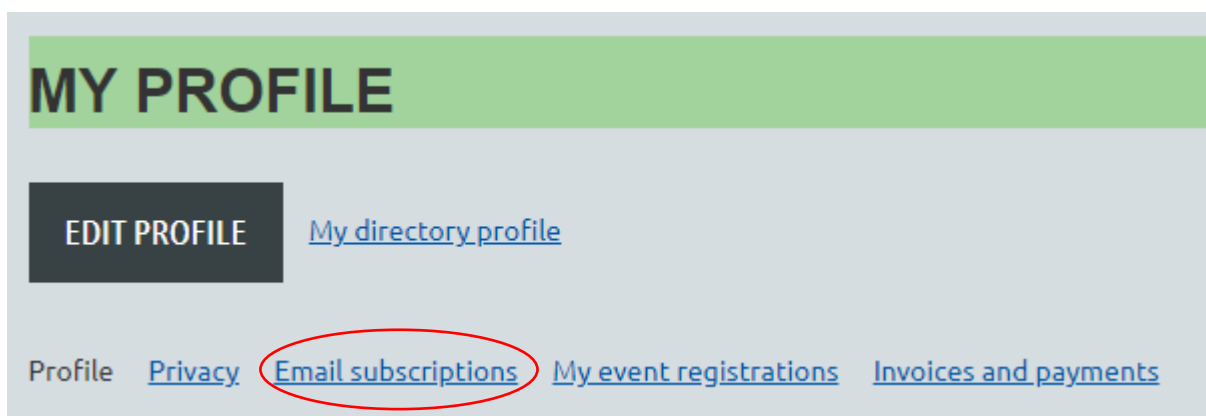 MY PROFILE
EDIT PROFILE My directory profile
Profile Privacy Email subscriptions My event registrations Invoices and payments